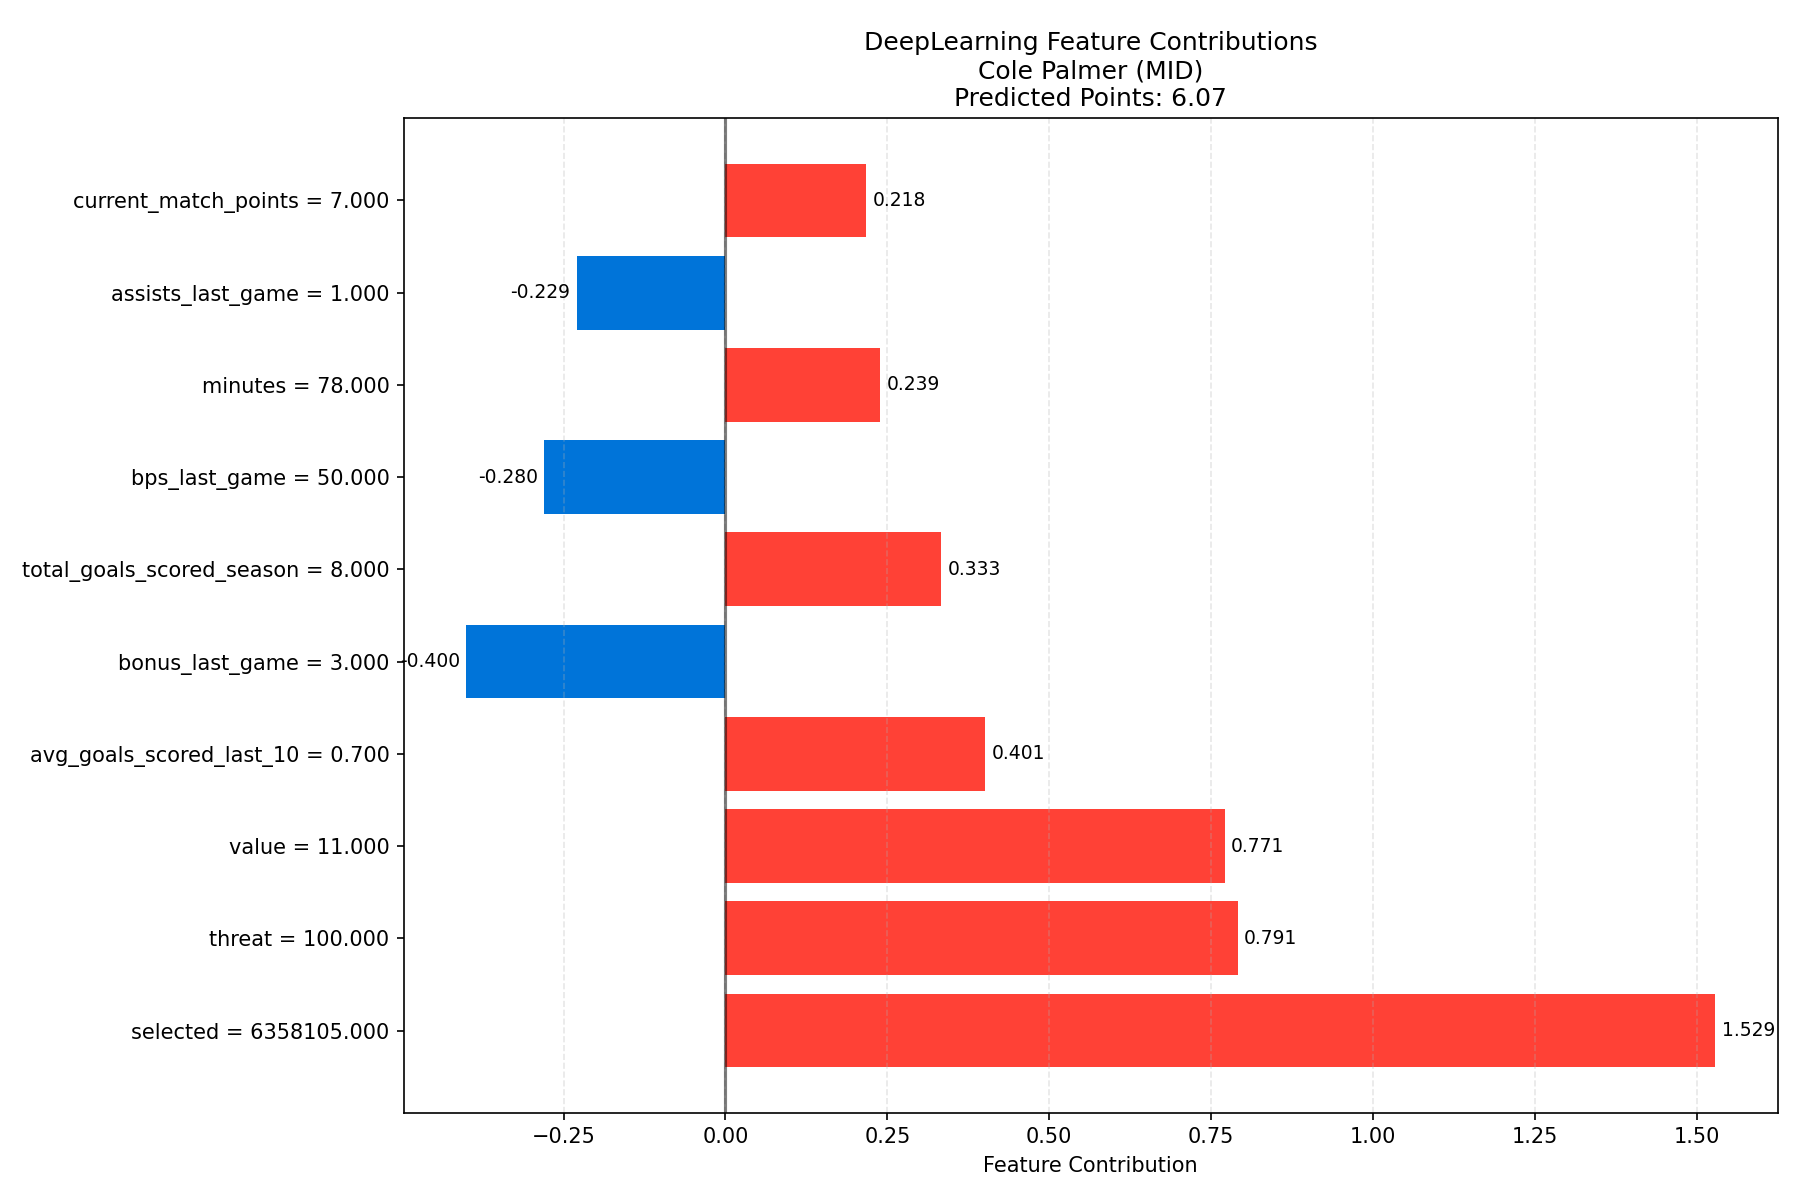 DeepLearning Feature Contributions
Cole Palmer (MID)
Predicted Points: 6.07
current_match_points = 7.000
0.218
assists_last_game = 1.000
-0.229
minutes = 78.000
0.239
bps_last_game = 50.000
-0.280
total_goals_scored_season = 8.000
0.333
bonus_last_game = 3.000
-0.400
avg_goals_scored_last_10 = 0.700
0.401
value = 11.000
0.771
threat = 100.000
0.791
selected = 6358105.000
1.529
−0.25 0.00 0.25 0.50 0.75 1.00 1.25 1.50
Feature Contribution